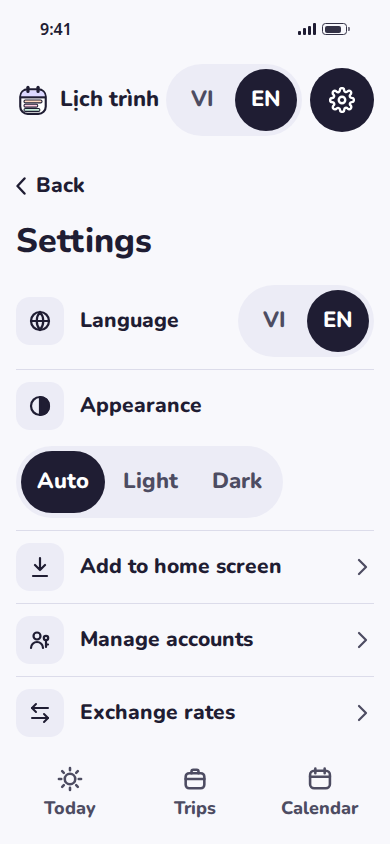 9:41
Lịch trình
VI
EN
Back
Settings
Language
VI
EN
Appearance
Auto
Light
Dark
Add to home screen
Manage accounts
Exchange rates
Today
Trips
Calendar